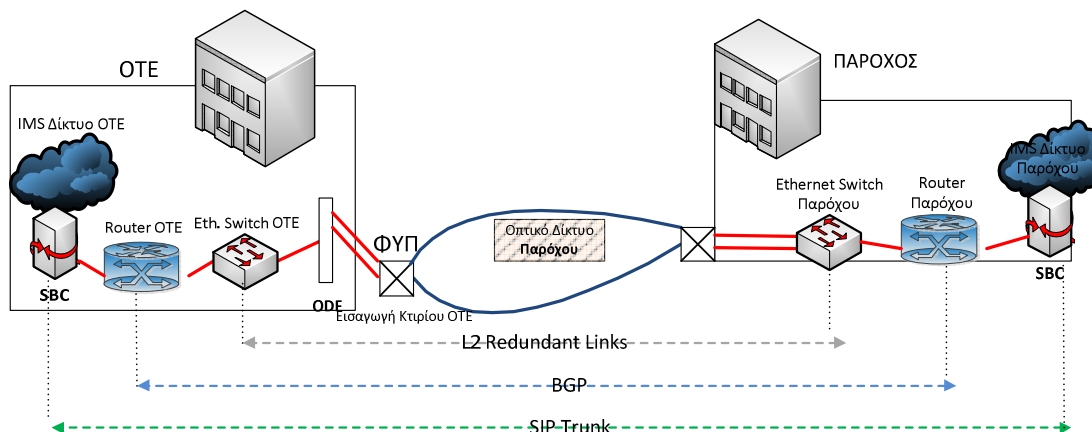 ΟΤΕ
ΠΑΡΟΧΟΣ
IMS Δίκτυο ΟΤΕ
IMS Δίκτυο
Παρόχου
Ethernet Switch
Παρόχου
Router
Παρόχου
Router ΟΤΕ
Eth. Switch ΟΤΕ
ΦΥΠ
Οπτικό Δίκτυο
Παρόχου
SBC
SBC
ODF
Εισαγωγή Κτιρίου ΟΤΕ
L2 Redundant Links
BGP
SIP Trunk